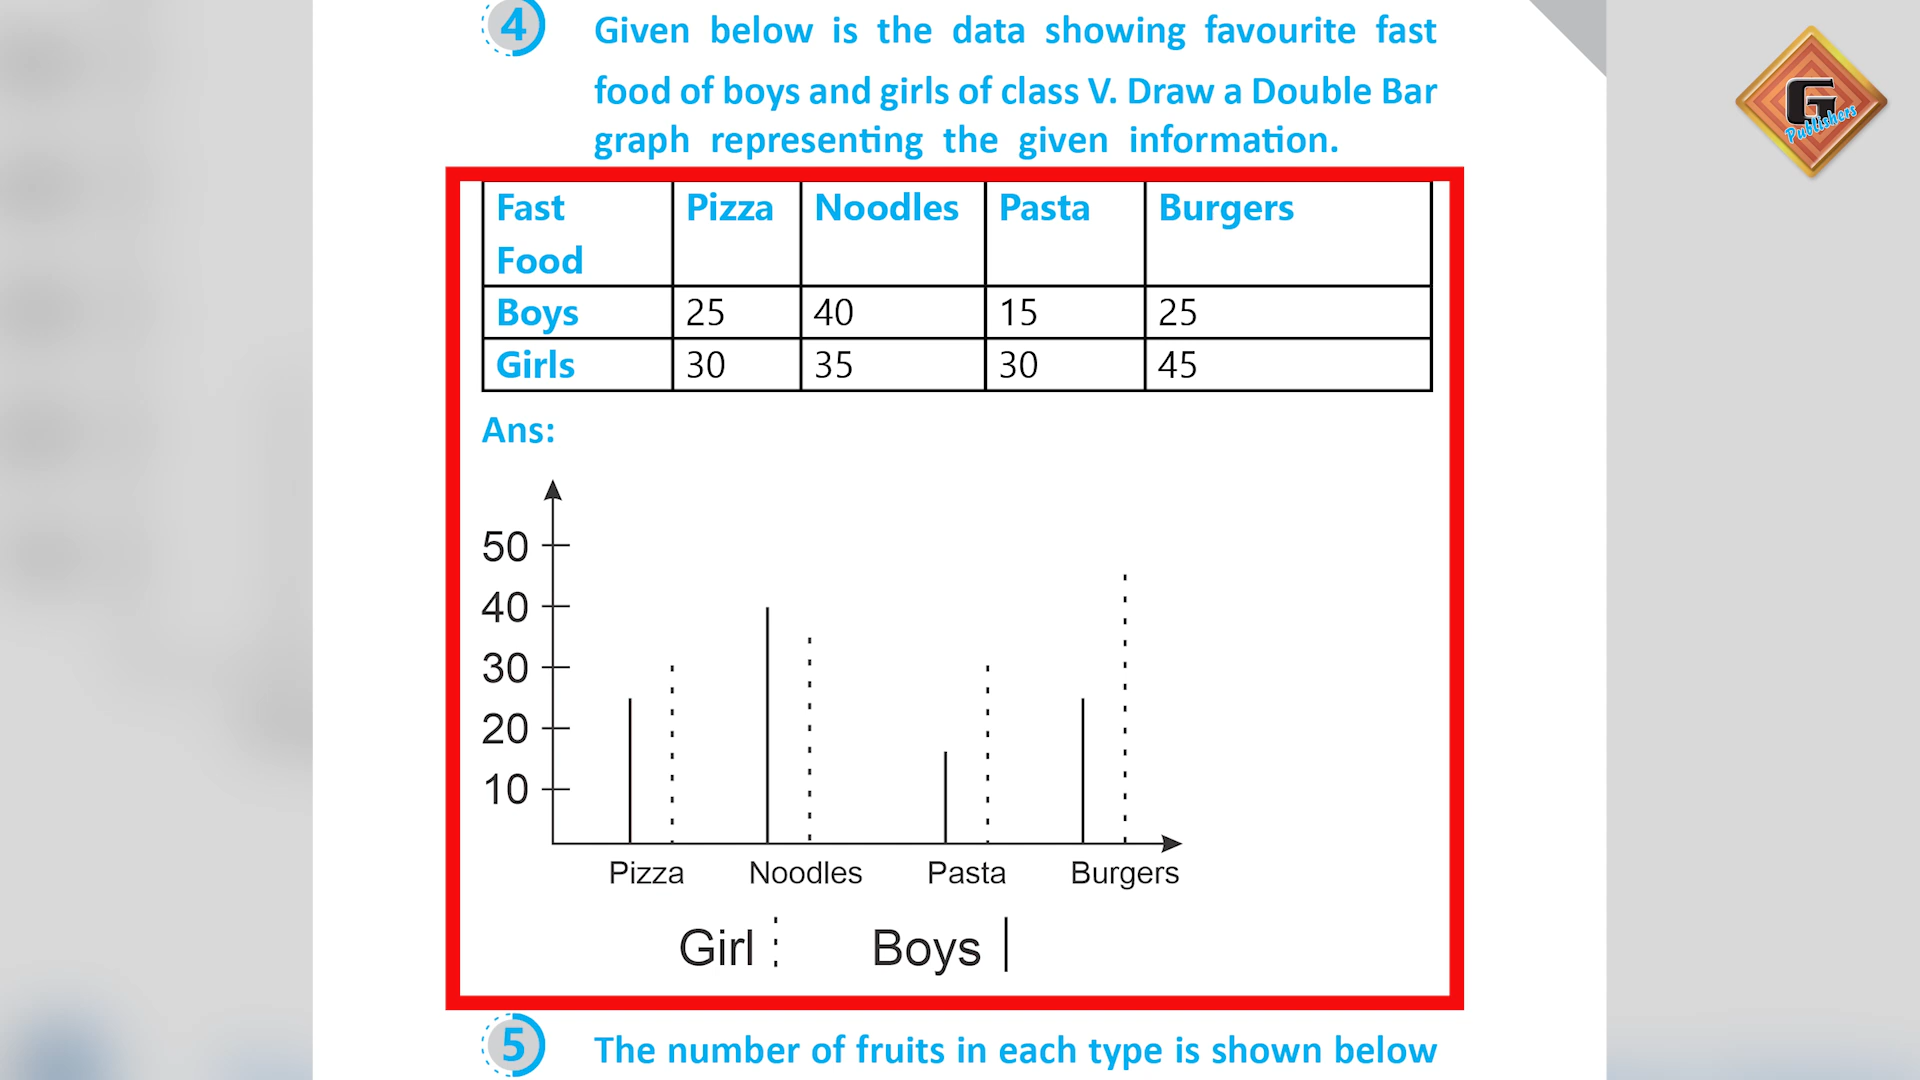 4 Given below is the data showing favourite fast
food of boys and girls of class V. Draw a Double Bar
graph representing the given information.
Fast Food Pizza Noodles Pasta Burgers
Boys 25 40 15 25
Girls 30 35 30 45
Ans:
50
40
30
20
10
Pizza Noodles Pasta Burgers
Girl Boys
5 The number of fruits in each type is shown below
G Publishers